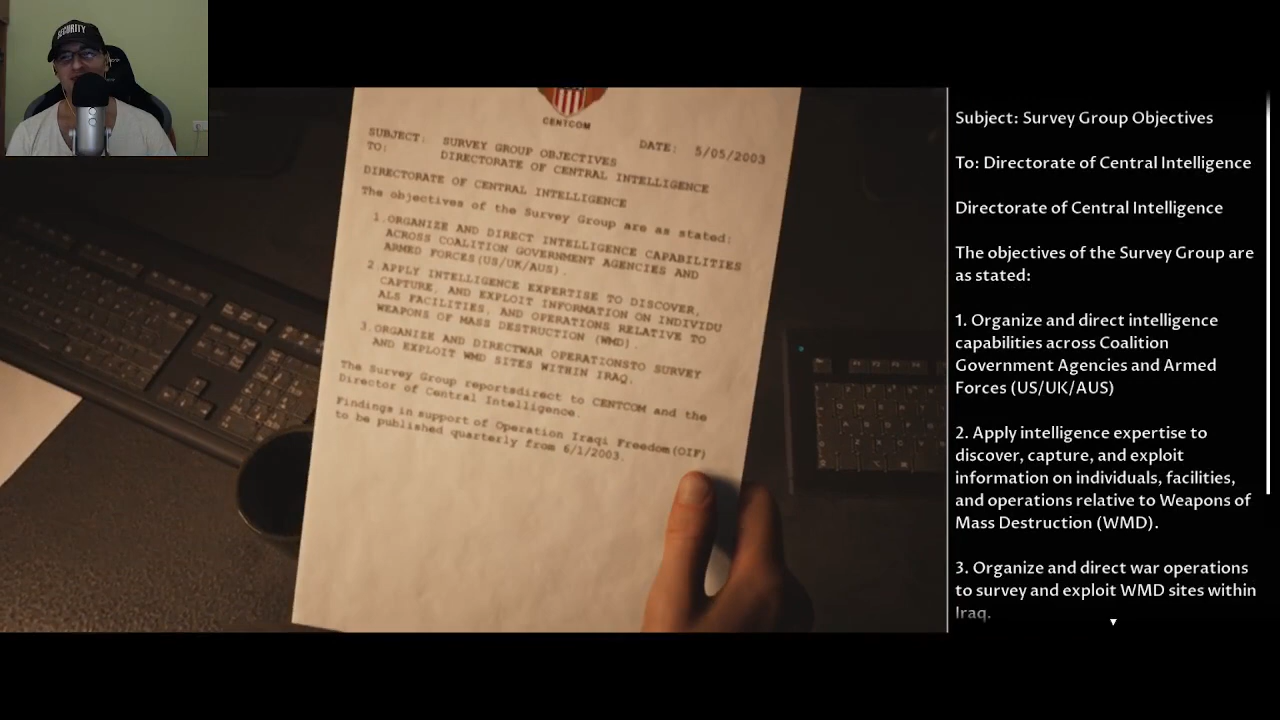 SECURITY
CENTCOM
SUBJECT: SURVEY GROUP OBJECTIVES DATE: 5/05/2003
TO: DIRECTORATE OF CENTRAL INTELLIGENCE
DIRECTORATE OF CENTRAL INTELLIGENCE
The objectives of the Survey Group are as stated:
1.ORGANIZE AND DIRECT INTELLIGENCE CAPABILITIES
ACROSS COALITION GOVERNMENT AGENCIES AND
ARMED FORCES(US/UK/AUS).
2.APPLY INTELLIGENCE EXPERTISE TO DISCOVER,
CAPTURE, AND EXPLOIT INFORMATION ON INDIVIDU
ALS FACILITIES, AND OPERATIONS RELATIVE TO
WEAPONS OF MASS DESTRUCTION (WMD).
3.ORGANIZE AND DIRECTWAR OPERATIONSTO SURVEY
AND EXPLOIT WMD SITES WITHIN IRAQ.
The Survey Group reportsdirect to CENTCOM and the
Director of Central Intelligence.
Findings in support of Operation Iraqi Freedom(OIF)
to be published quarterly from 6/1/2003.
Subject: Survey Group Objectives
To: Directorate of Central Intelligence
Directorate of Central Intelligence
The objectives of the Survey Group are
as stated:
1. Organize and direct intelligence
capabilities across Coalition
Government Agencies and Armed
Forces (US/UK/AUS)
2. Apply intelligence expertise to
discover, capture, and exploit
information on individuals, facilities,
and operations relative to Weapons of
Mass Destruction (WMD).
3. Organize and direct war operations
to survey and exploit WMD sites within
Iraq.